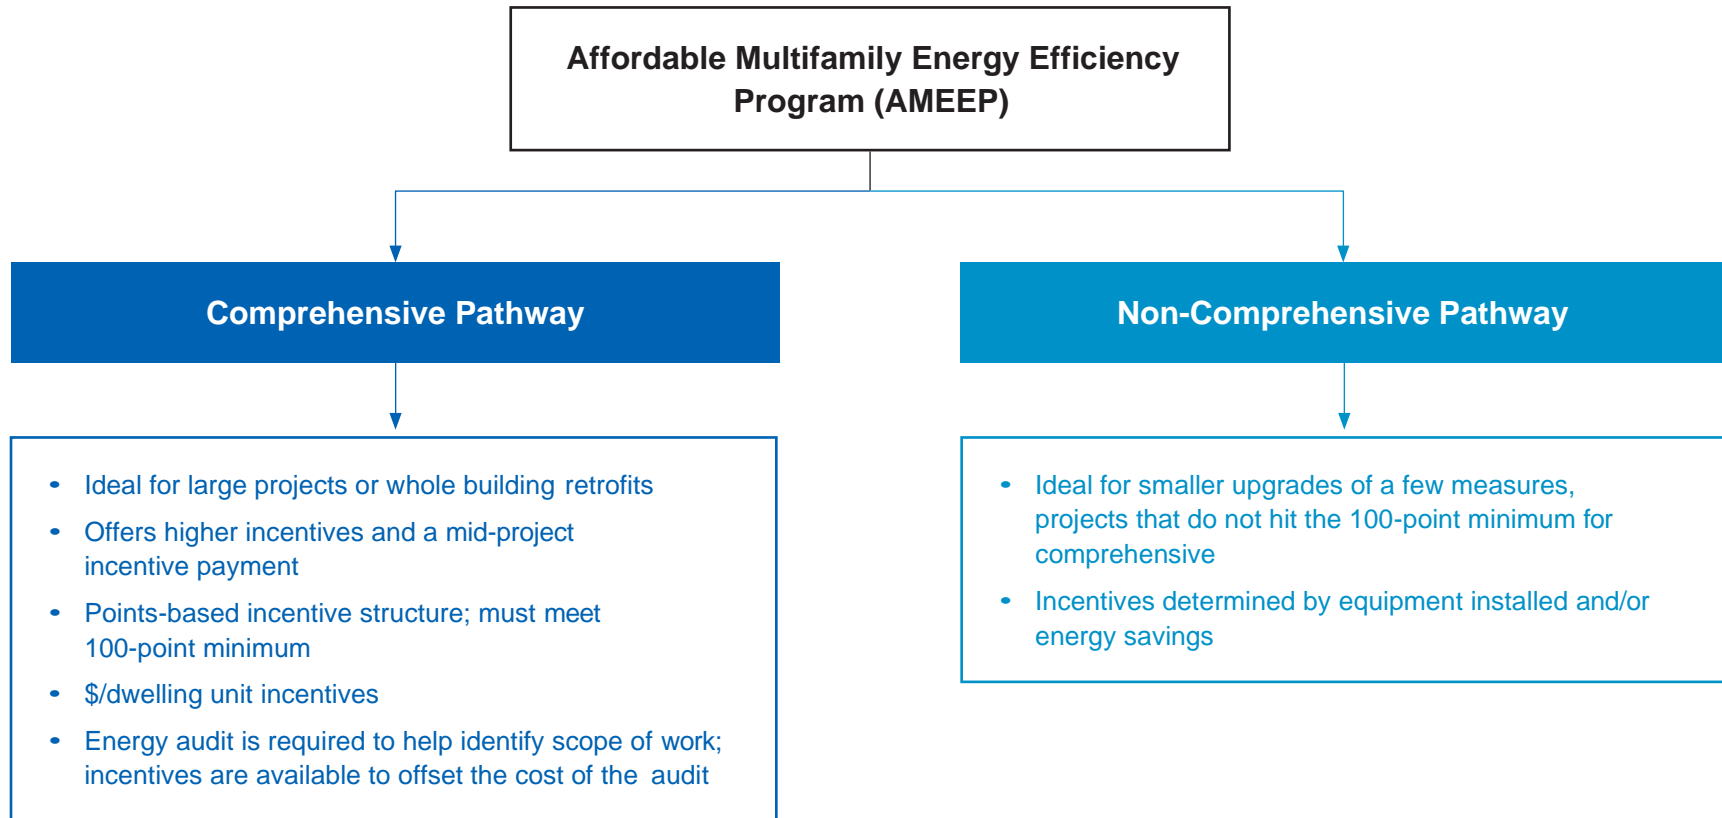 Affordable Multifamily Energy Efficiency
Program (AMEEP)
Comprehensive Pathway
Non-Comprehensive Pathway
• Ideal for large projects or whole building retrofits
• Offers higher incentives and a mid-project
incentive payment
• Points-based incentive structure; must meet
100-point minimum
• $/dwelling unit incentives
• Energy audit is required to help identify scope of work;
incentives are available to offset the cost of the audit
• Ideal for smaller upgrades of a few measures,
projects that do not hit the 100-point minimum for
comprehensive
• Incentives determined by equipment installed and/or
energy savings